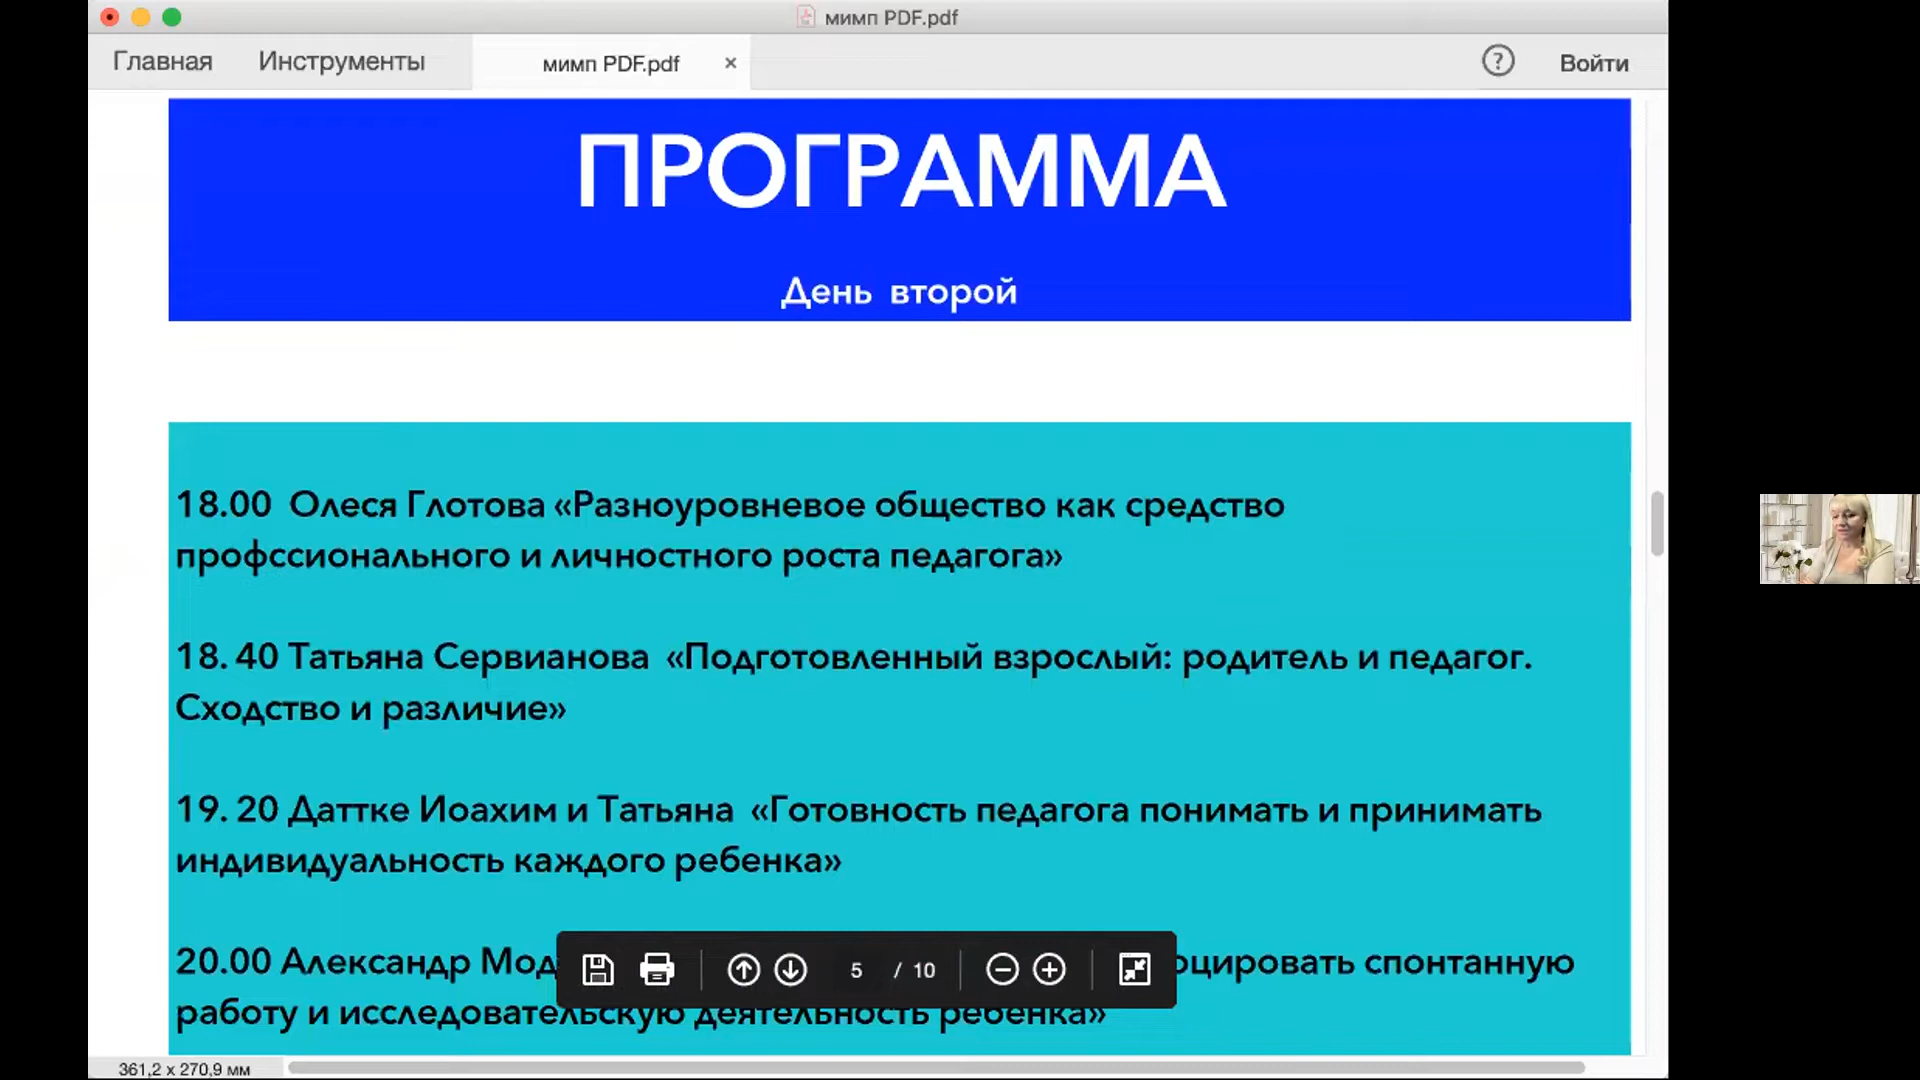 мимп PDF.pdf
Главная Инструменты мимп PDF.pdf × ? Войти
ПРОГРАММА
День второй
18.00 Олеся Глотова «Разноуровневое общество как средство
профссионального и личностного роста педагога»
18. 40 Татьяна Сервианова «Подготовленный взрослый: родитель и педагог.
Сходство и различие»
19. 20 Даттке Иоахим и Татьяна «Готовность педагога понимать и принимать
индивидуальность каждого ребенка»
20.00 Александр спонтанную
работу и исследовательскую деятельность ребенка»
5 / 10
361,2 x 270,9 мм